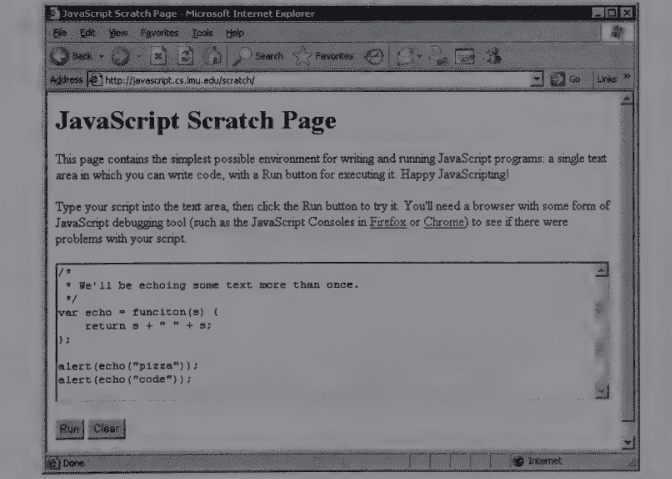 JavaScript Scratch Page - Microsoft Internet Explorer
File Edit View Favorites Tools Help
Back Search Favorites
Address http://javascript.cs.lmu.edu/scratch/ Go Links »
JavaScript Scratch Page
This page contains the simplest possible environment for writing and running JavaScript programs: a single text
area in which you can write code, with a Run button for executing it. Happy JavaScripting!
Type your script into the text area, then click the Run button to try it. You'll need a browser with some form of
JavaScript debugging tool (such as the JavaScript Consoles in Firefox or Chrome) to see if there were
problems with your script.
/*
 * We'll be echoing some text more than once.
 */
var echo = funciton(s) {
    return s + " " + s;
};
alert(echo("pizza"));
alert(echo("code"));
Run Clear
Done Internet